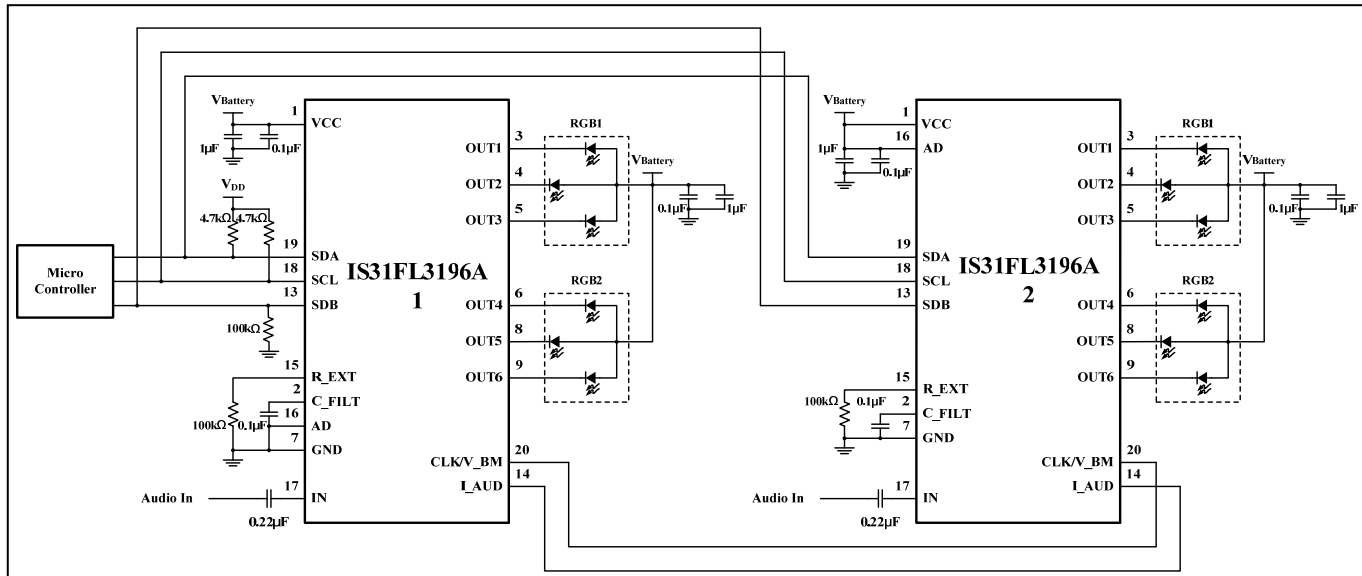 Micro
Controller
VBattery
1µF
0.1µF
VDD
4.7kΩ
4.7kΩ
100kΩ
100kΩ
0.1µF
Audio In
0.22µF
1
VCC
19
SDA
18
SCL
13
SDB
15
R_EXT
2
C_FILT
16
AD
7
GND
17
IN
IS31FL3196A
1
3
OUT1
4
OUT2
5
OUT3
6
OUT4
8
OUT5
9
OUT6
20
CLK/V_BM
14
I_AUD
RGB1
RGB2
VBattery
0.1µF
1µF
VBattery
1µF
0.1µF
100kΩ
0.1µF
Audio In
0.22µF
1
VCC
16
AD
19
SDA
18
SCL
13
SDB
15
R_EXT
2
C_FILT
7
GND
17
IN
IS31FL3196A
2
3
OUT1
4
OUT2
5
OUT3
6
OUT4
8
OUT5
9
OUT6
20
CLK/V_BM
14
I_AUD
RGB1
RGB2
VBattery
0.1µF
1µF